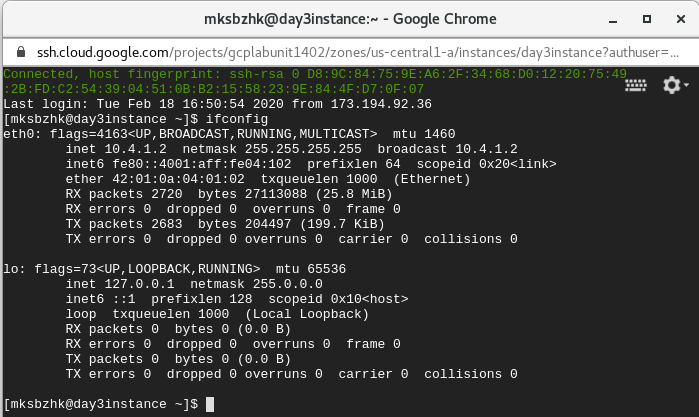 mksbzhk@day3instance:~ - Google Chrome
ssh.cloud.google.com/projects/gcplabunit1402/zones/us-central1-a/instances/day3instance?authuser=...
Connected, host fingerprint: ssh-rsa 0 D8:9C:84:75:9E:A6:2F:34:68:D0:12:20:75:49
:2B:FD:C2:54:39:04:51:0B:B2:15:58:23:9E:84:4F:D7:0F:07
Last login: Tue Feb 18 16:50:54 2020 from 173.194.92.36
[mksbzhk@day3instance ~]$ ifconfig
eth0: flags=4163<UP,BROADCAST,RUNNING,MULTICAST>  mtu 1460
        inet 10.4.1.2  netmask 255.255.255.255  broadcast 10.4.1.2
        inet6 fe80::4001:aff:fe04:102  prefixlen 64  scopeid 0x20<link>
        ether 42:01:0a:04:01:02  txqueuelen 1000  (Ethernet)
        RX packets 2720  bytes 27113088 (25.8 MiB)
        RX errors 0  dropped 0  overruns 0  frame 0
        TX packets 2683  bytes 204497 (199.7 KiB)
        TX errors 0  dropped 0 overruns 0  carrier 0  collisions 0
lo: flags=73<UP,LOOPBACK,RUNNING>  mtu 65536
        inet 127.0.0.1  netmask 255.0.0.0
        inet6 ::1  prefixlen 128  scopeid 0x10<host>
        loop  txqueuelen 1000  (Local Loopback)
        RX packets 0  bytes 0 (0.0 B)
        RX errors 0  dropped 0  overruns 0  frame 0
        TX packets 0  bytes 0 (0.0 B)
        TX errors 0  dropped 0 overruns 0  carrier 0  collisions 0
[mksbzhk@day3instance ~]$